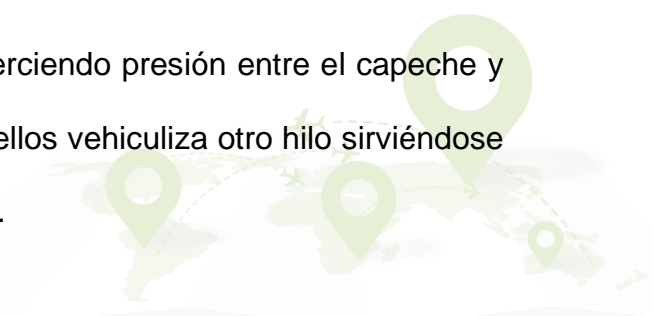 erciendo presión entre el capeche y
ellos vehiculiza otro hilo sirviéndose
.